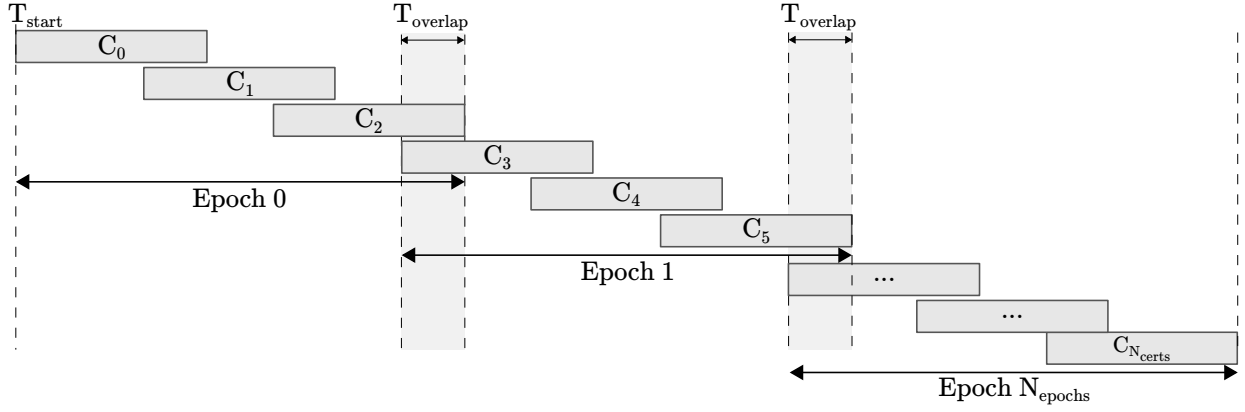 T_start
T_overlap
T_overlap
C_0
C_1
C_2
C_3
Epoch 0
C_4
C_5
Epoch 1
...
...
C_N_certs
Epoch N_epochs